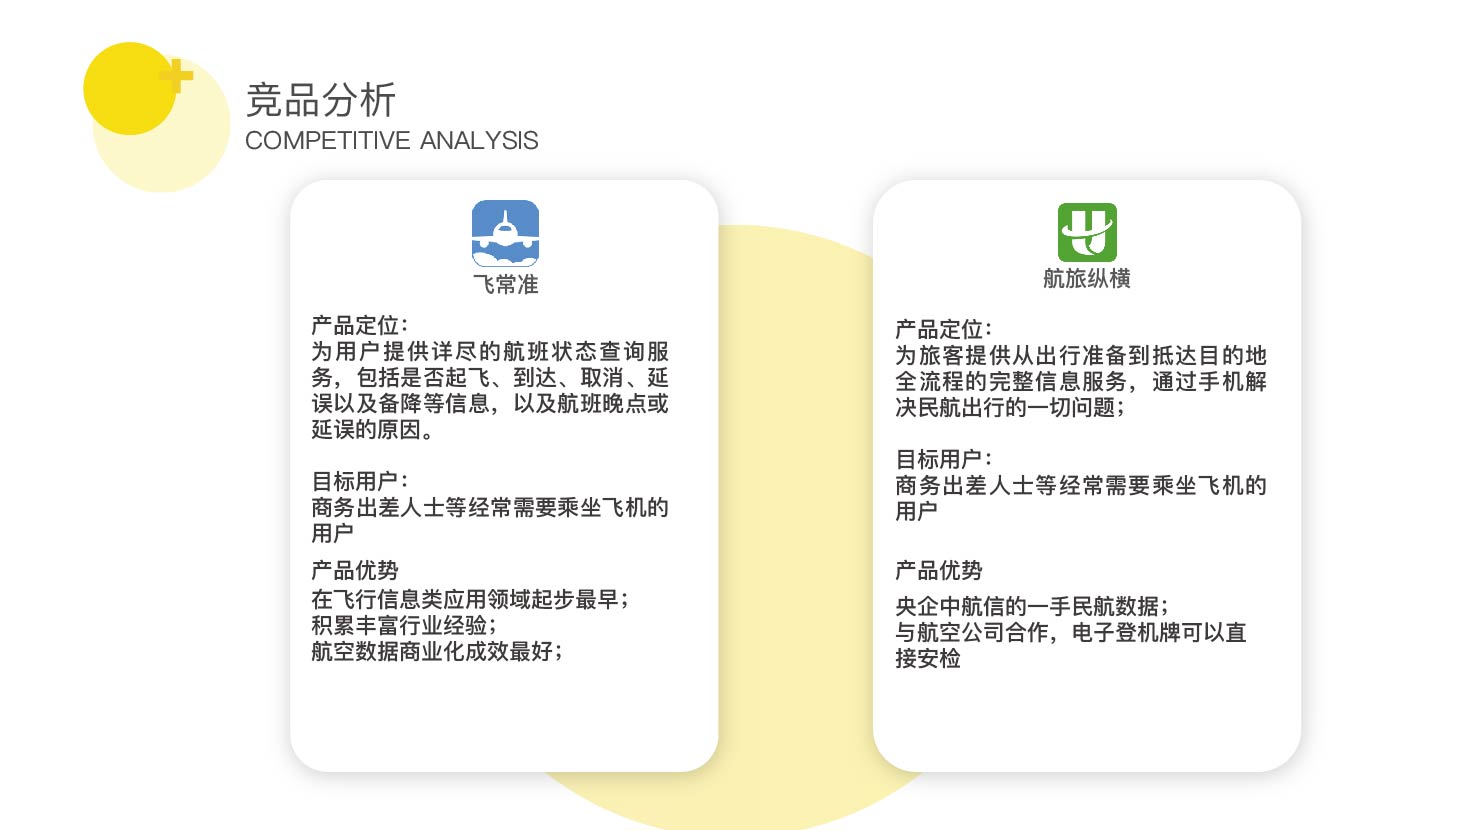 竞品分析
COMPETITIVE ANALYSIS
飞常准
产品定位：
为用户提供详尽的航班状态查询服
务，包括是否起飞、到达、取消、延
误以及备降等信息，以及航班晚点或
延误的原因。
目标用户：
商务出差人士等经常需要乘坐飞机的
用户
产品优势
在飞行信息类应用领域起步最早；
积累丰富行业经验；
航空数据商业化成效最好；
航旅纵横
产品定位：
为旅客提供从出行准备到抵达目的地
全流程的完整信息服务，通过手机解
决民航出行的一切问题；
目标用户：
商务出差人士等经常需要乘坐飞机的
用户
产品优势
央企中航信的一手民航数据；
与航空公司合作，电子登机牌可以直
接安检